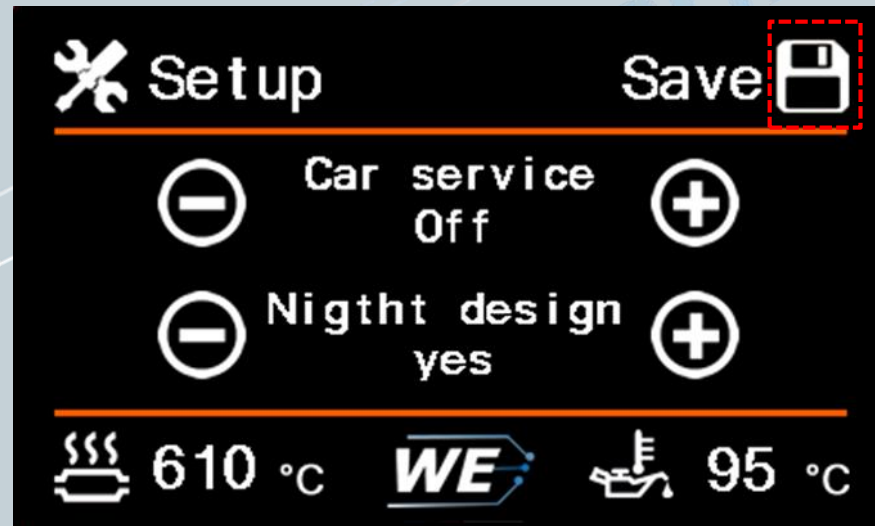 Setup
Save
Car service
Off
Nigtht design
yes
610 °C
WE
95 °C